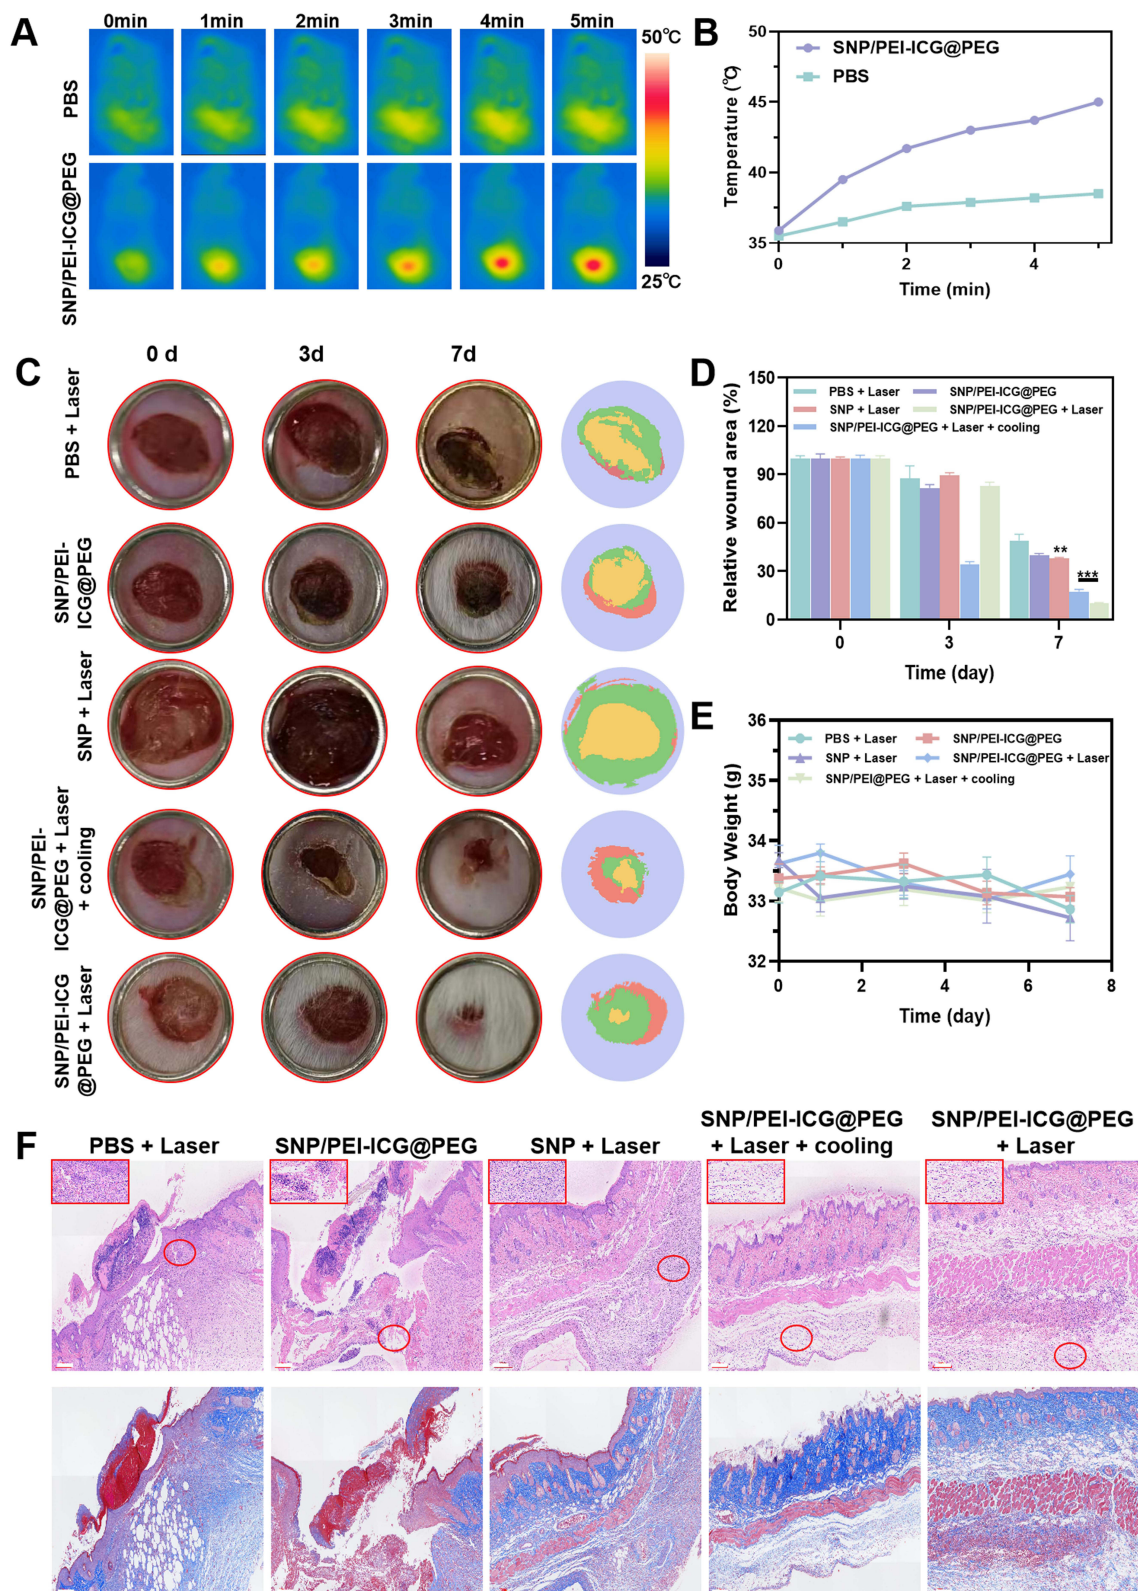 A
0min 1min 2min 3min 4min 5min
50℃
PBS
SNP/PEI-ICG@PEG
25℃
B
50
45
40
35
Temperature (℃)
SNP/PEI-ICG@PEG
PBS
0 2 4
Time (min)
C
0 d 3d 7d
PBS + Laser
SNP/PEI-
ICG@PEG
SNP + Laser
SNP/PEI-
ICG@PEG + Laser
+ cooling
SNP/PEI-ICG
@PEG + Laser
D
150
120
90
60
30
0
Relative wound area (%)
PBS + Laser SNP/PEI-ICG@PEG
SNP + Laser SNP/PEI-ICG@PEG + Laser
SNP/PEI-ICG@PEG + Laser + cooling
** ***
0 3 7
Time (day)
E
36
35
34
33
32
Body Weight (g)
PBS + Laser SNP/PEI-ICG@PEG
SNP + Laser SNP/PEI-ICG@PEG + Laser
SNP/PEI@PEG + Laser + cooling
0 2 4 6 8
Time (day)
F
PBS + Laser
SNP/PEI-ICG@PEG
SNP + Laser
SNP/PEI-ICG@PEG
+ Laser + cooling
SNP/PEI-ICG@PEG
+ Laser